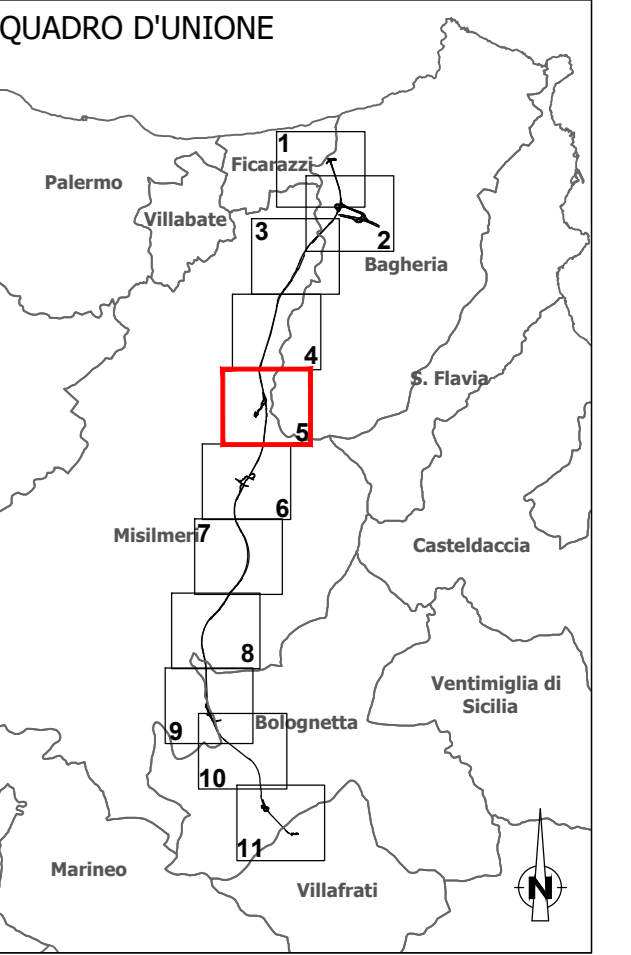 QUADRO D'UNIONE
1
Ficarazzi
Palermo
Villabate
3
2
Bagheria
4
S. Flavia
5
6
Misilmeri
7
Casteldaccia
8
Ventimiglia di
Sicilia
Bolognetta
9
10
11
Marineo
Villafrati
N